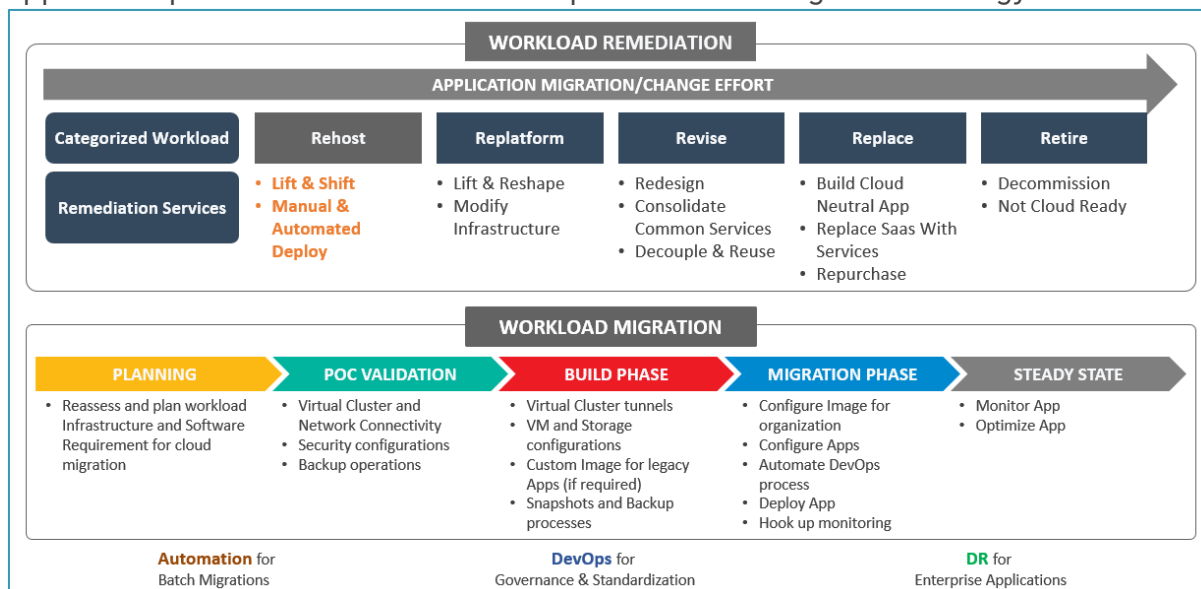 WORKLOAD REMEDIATION
APPLICATION MIGRATION/CHANGE EFFORT
Categorized Workload
Rehost
Replatform
Revise
Replace
Retire
Remediation Services
• Lift & Shift
• Manual &
Automated
Deploy
• Lift & Reshape
• Modify
Infrastructure
• Redesign
• Consolidate
Common Services
• Decouple & Reuse
• Build Cloud
Neutral App
• Replace Saas With
Services
• Repurchase
• Decommission
• Not Cloud Ready
WORKLOAD MIGRATION
PLANNING
POC VALIDATION
BUILD PHASE
MIGRATION PHASE
STEADY STATE
• Reassess and plan workload
Infrastructure and Software
Requirement for cloud
migration
• Virtual Cluster and
Network Connectivity
• Security configurations
• Backup operations
• Virtual Cluster tunnels
• VM and Storage
configurations
• Custom Image for legacy
Apps (if required)
• Snapshots and Backup
processes
• Configure Image for
organization
• Configure Apps
• Automate DevOps
process
• Deploy App
• Hook up monitoring
• Monitor App
• Optimize App
Automation for
Batch Migrations
DevOps for
Governance & Standardization
DR for
Enterprise Applications